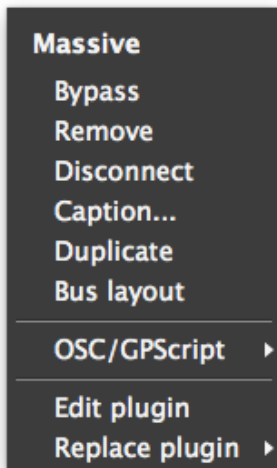 Massive
Bypass
Remove
Disconnect
Caption...
Duplicate
Bus layout
OSC/GPScript
Edit plugin
Replace plugin